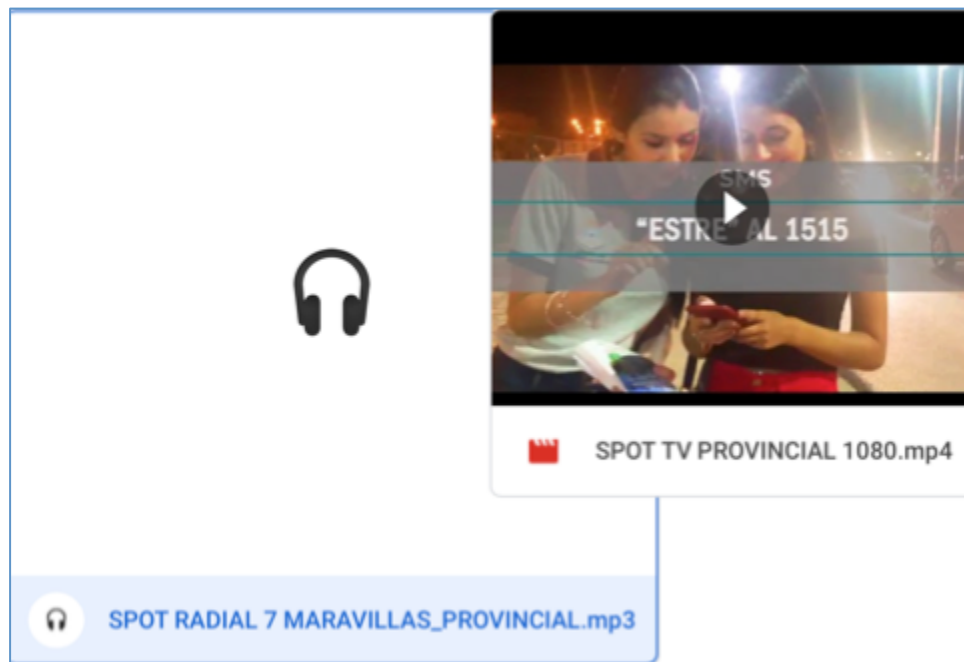 SMS
“ESTRE” AL 1515
SPOT TV PROVINCIAL 1080.mp4
SPOT RADIAL 7 MARAVILLAS_PROVINCIAL.mp3